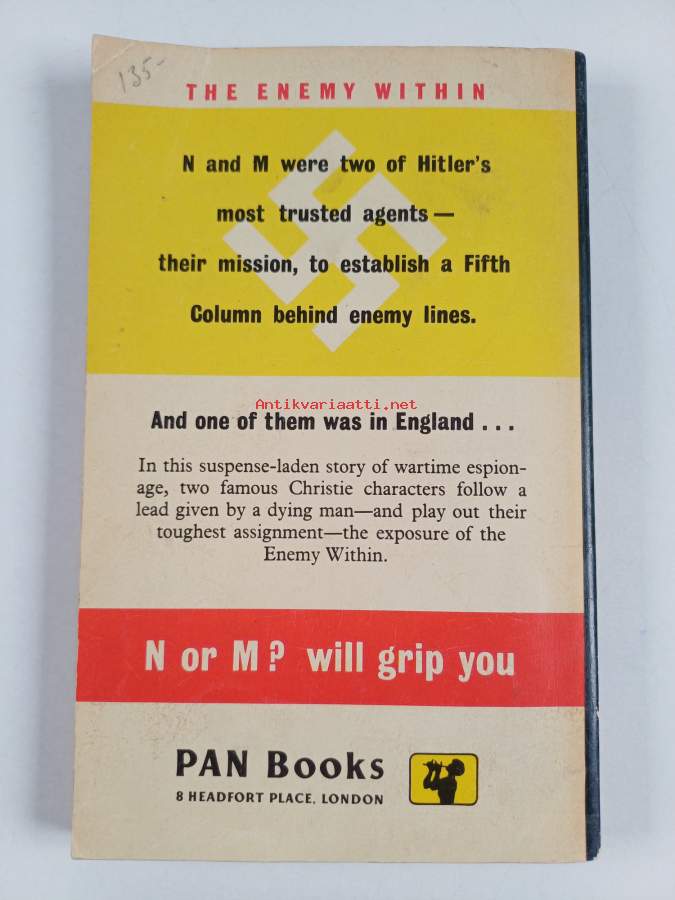 135-
THE ENEMY WITHIN
N and M were two of Hitler's
most trusted agents—
their mission, to establish a Fifth
Column behind enemy lines.
Antikvariaatti.net
And one of them was in England...
In this suspense-laden story of wartime espion-
age, two famous Christie characters follow a
lead given by a dying man—and play out their
toughest assignment—the exposure of the
Enemy Within.
N or M? will grip you
PAN Books
8 HEADFORT PLACE, LONDON